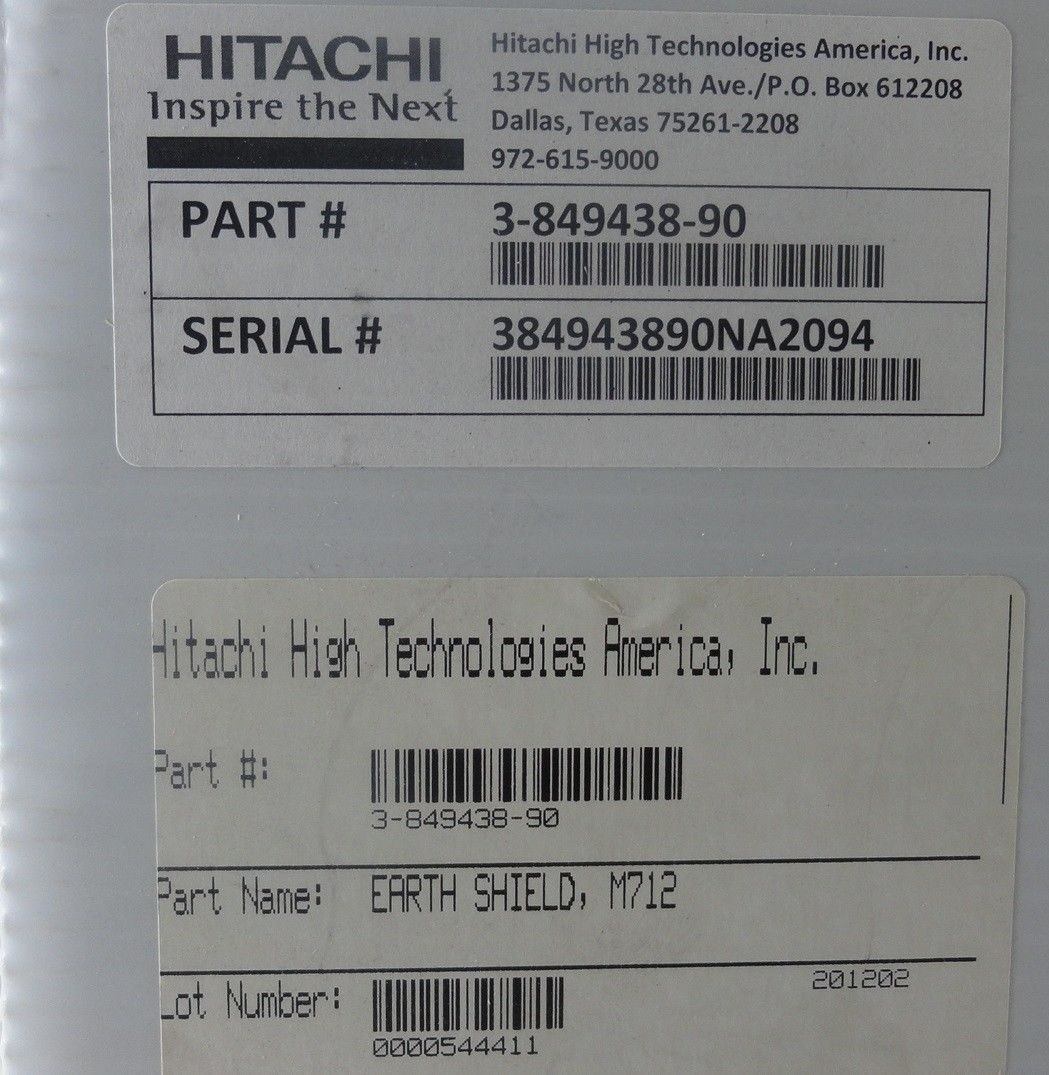 HITACHI
Inspire the Next
Hitachi High Technologies America, Inc.
1375 North 28th Ave./P.O. Box 612208
Dallas, Texas 75261-2208
972-615-9000
PART # 3-849438-90
SERIAL # 384943890NA2094
Hitachi High Technologies America, Inc.
Part #:
3-849438-90
Part Name: EARTH SHIELD, M712
201202
Lot Number:
0000544411